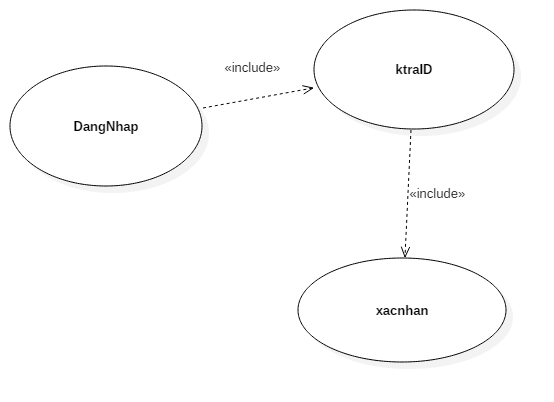 «include»
ktraID
DangNhap
«include»
xacnhan